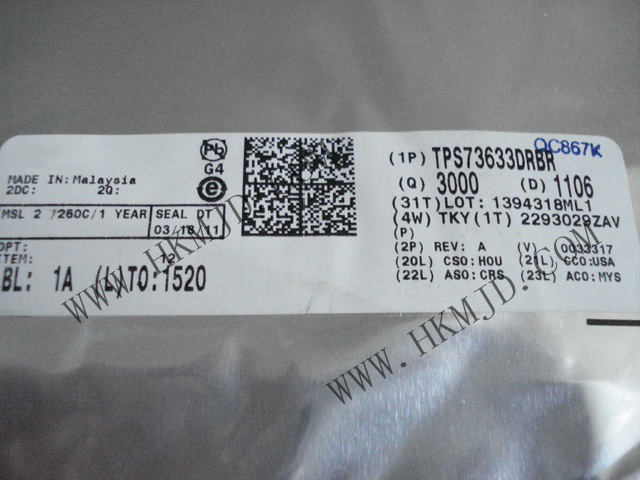 QC867K
Pb
G4
e
(1P) TPS73633DRBR
(Q) 3000 (D) 1106
(31T)LOT: 1394318ML1
(4W) TKY(1T) 2293029ZAV
(P)
(2P) REV: A (V) 0033317
(20L) CSO:HOU (21L) CCO:USA
(22L) ASO:CRS (23L) ACO:MYS
MADE IN: Malaysia
2DC: 2Q:
MSL 2 /260C/1 YEAR SEAL DT
03/18/11
OPT:
ITEM: 12
BL: 1A (L)TO:1520
WWW.HKMJD.COM
WWW.HKMJD.COM